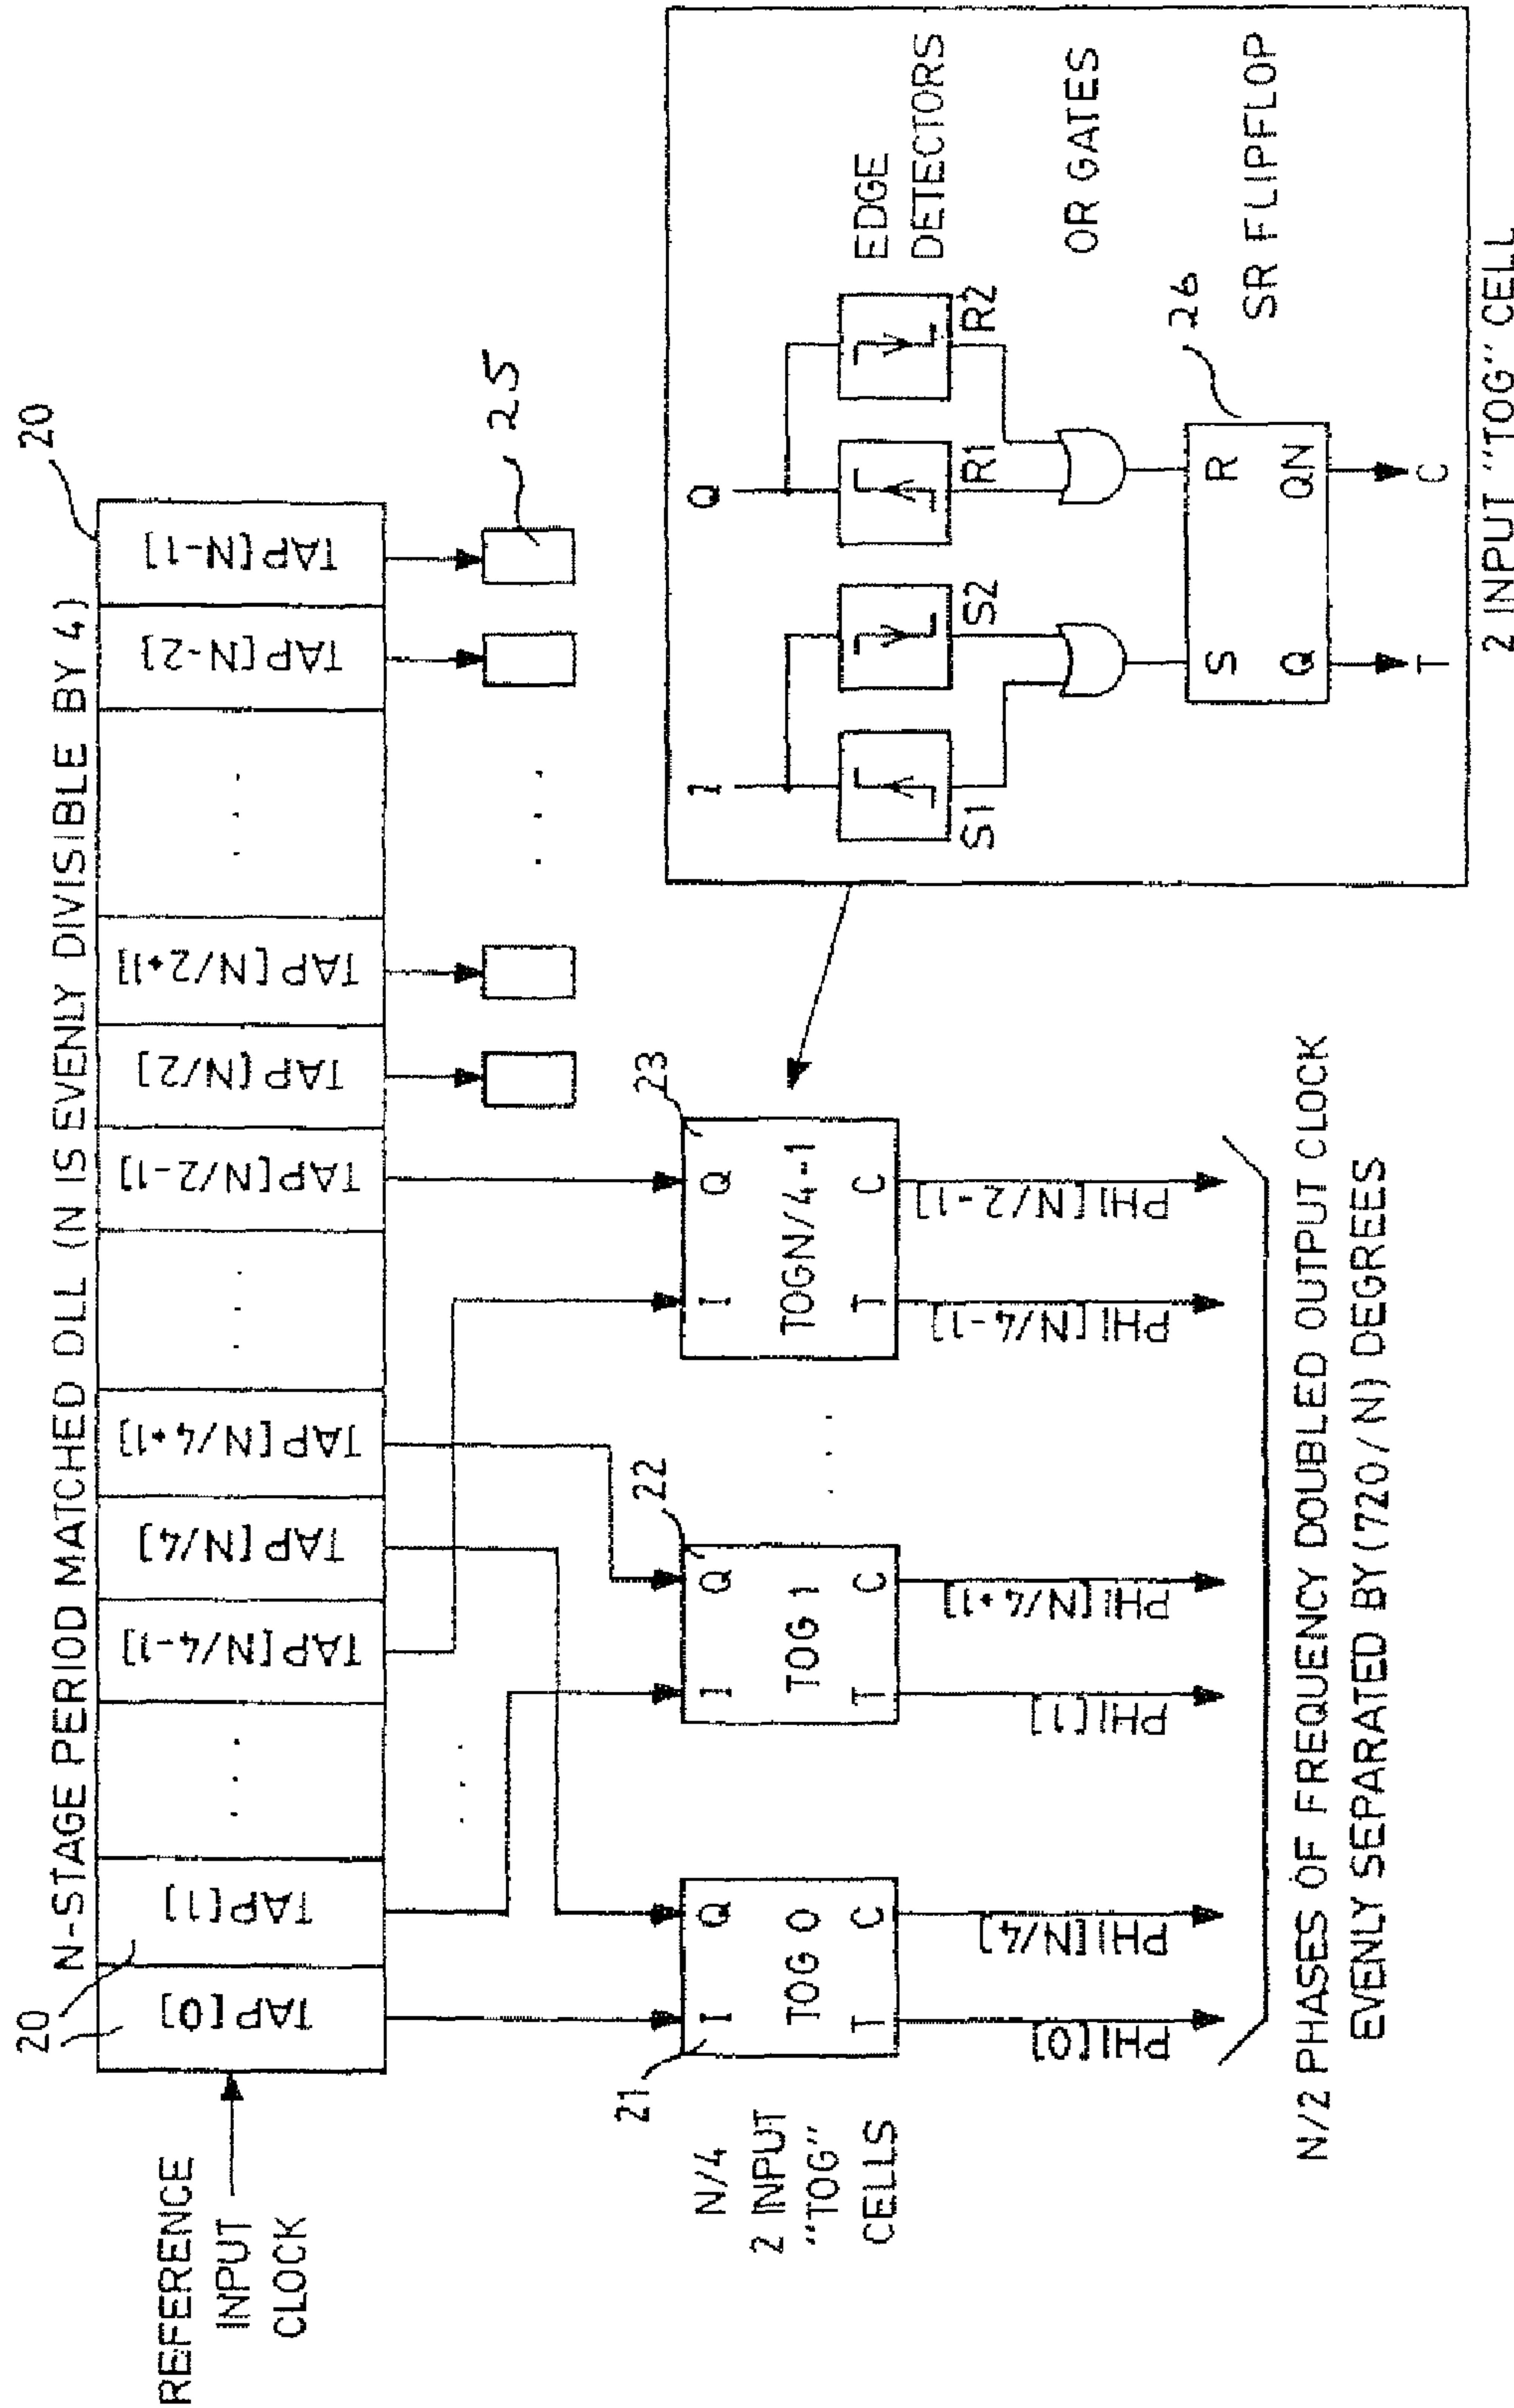 N-STAGE PERIOD MATCHED DLL (N IS EVENLY DIVISIBLE BY 4)
20
20
REFERENCE
INPUT
CLOCK
TAP[0]
TAP[1]
. . .
TAP[N/4-1]
TAP[N/4]
TAP[N/4+1]
. . .
TAP[N/2-1]
TAP[N/2]
TAP[N/2+1]
. . .
TAP[N-2]
TAP[N-1]
25
. . .
. . .
N/4
2 INPUT
"TOG"
CELLS
21
I Q
TOG 0
T C
22
I Q
TOG 1
T C
. . .
23
I Q
TOGN/4-1
T C
PHI[0]
PHI[N/4]
PHI[1]
PHI[N/4+1]
PHI[N/4-1]
PHI[N/2-1]
N/2 PHASES OF FREQUENCY DOUBLED OUTPUT CLOCK
EVENLY SEPARATED BY (720/N) DEGREES
I Q
EDGE
DETECTORS
S1 S2 R1 R2
OR GATES
26
SR FLIPFLOP
S R
Q QN
T C
2 INPUT "TOG" CELL